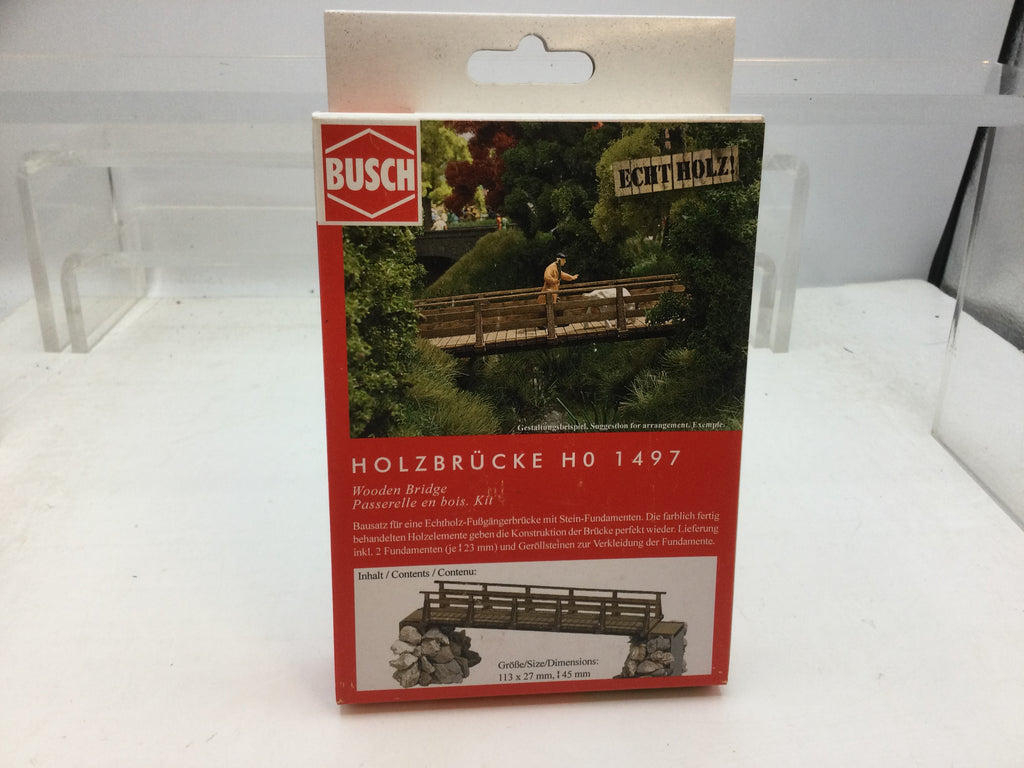 BUSCH
ECHT HOLZ!
Gestaltungsbeispiel. Suggestion for arrangement. Exemple.
HOLZBRÜCKE H0 1497
Wooden Bridge
Passerelle en bois. Kit
Bausatz für eine Echtholz-Fußgängerbrücke mit Stein-Fundamenten. Die farblich fertig
behandelten Holzelemente geben die Konstruktion der Brücke perfekt wieder. Lieferung
inkl. 2 Fundamenten (je ↕ 23 mm) und Geröllsteinen zur Verkleidung der Fundamente.
Inhalt / Contents / Contenu:
Größe/Size/Dimensions:
113 x 27 mm, ↕ 45 mm